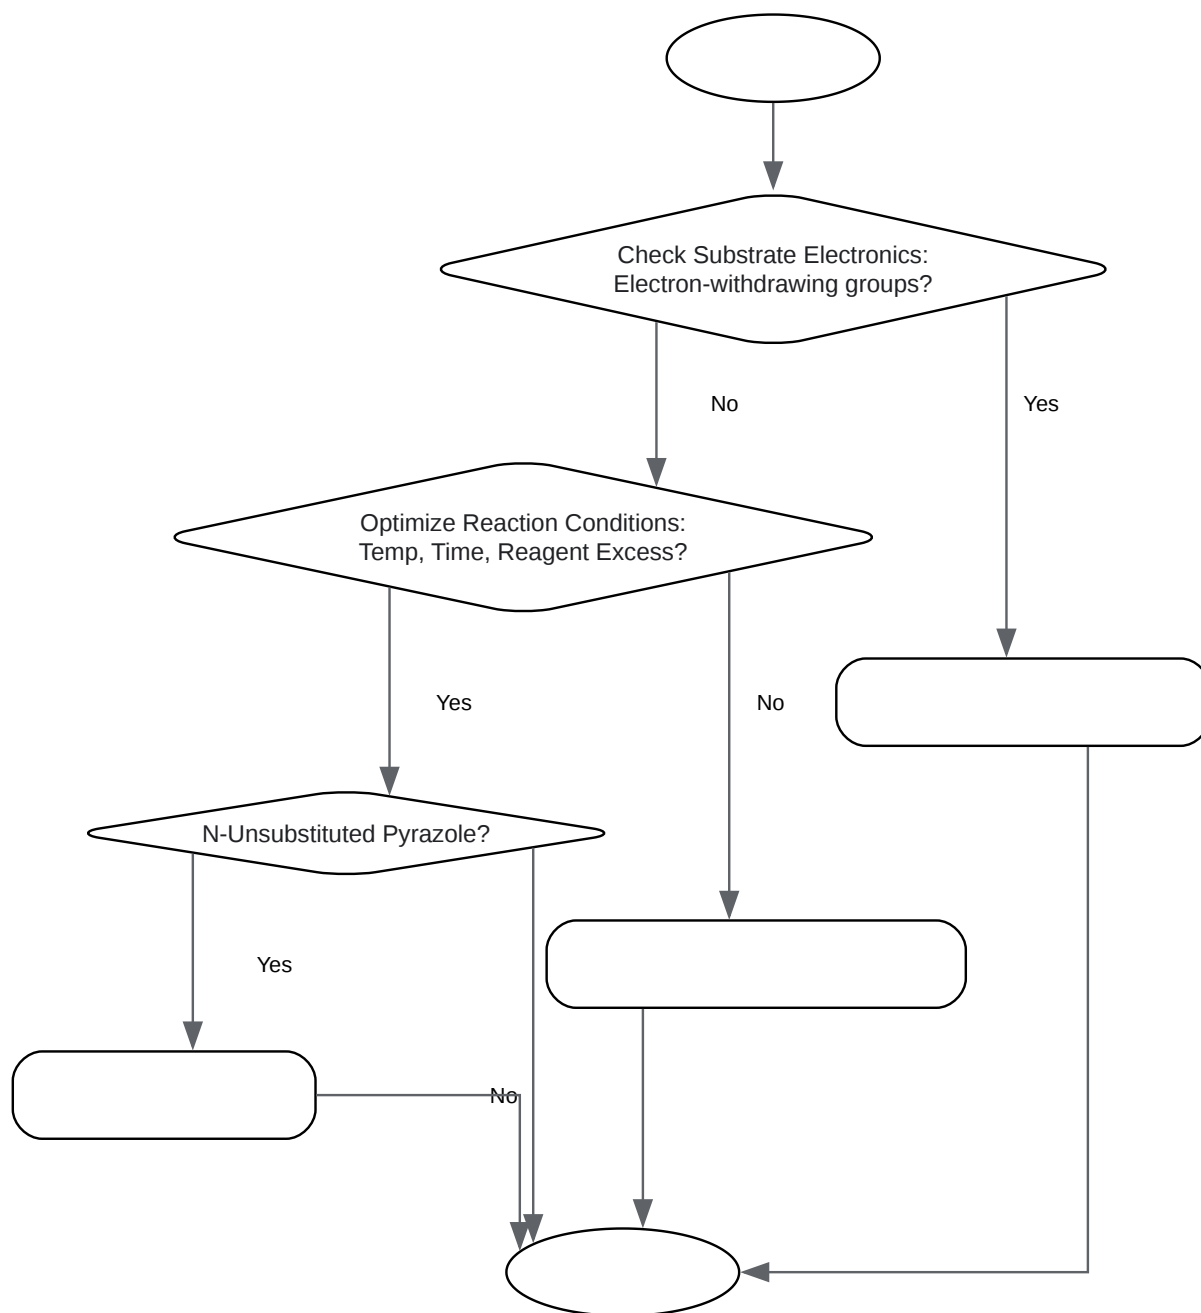 Check Substrate Electronics:
Electron-withdrawing groups?
No
Yes
Optimize Reaction Conditions:
Temp, Time, Reagent Excess?
Yes
No
N-Unsubstituted Pyrazole?
Yes
No